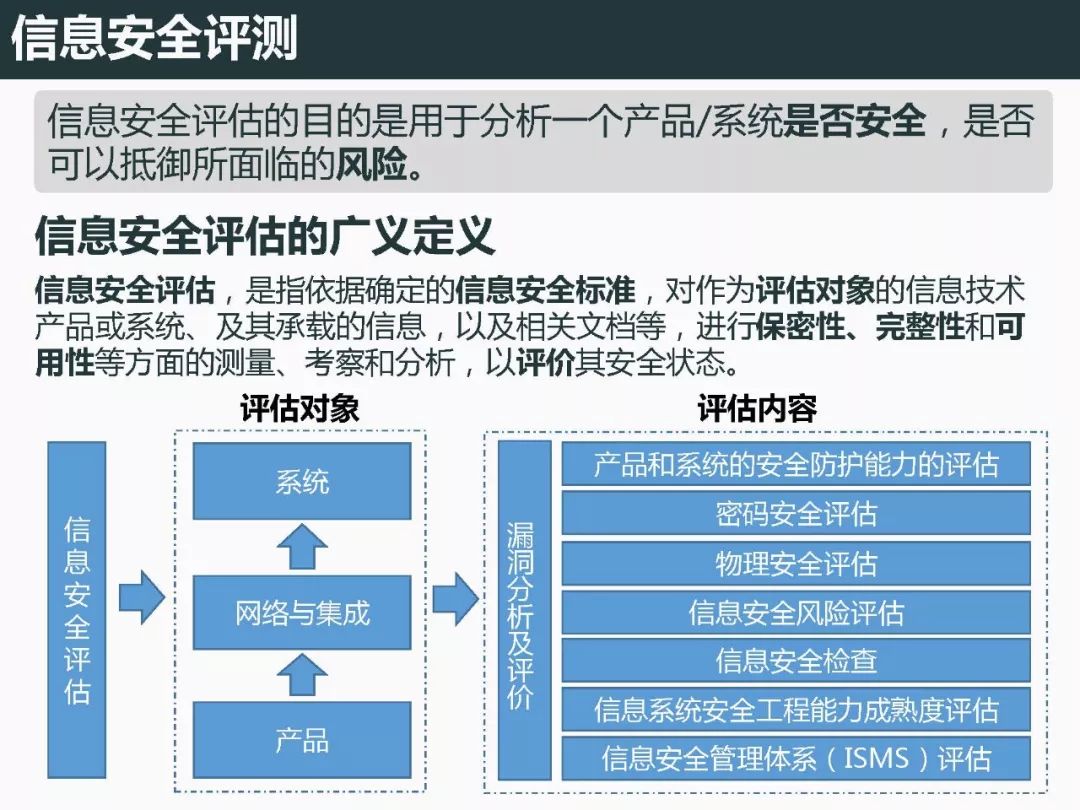 信息安全评测
信息安全评估的目的是用于分析一个产品/系统是否安全，是否
可以抵御所面临的风险。
信息安全评估的广义定义
信息安全评估，是指依据确定的信息安全标准，对作为评估对象的信息技术
产品或系统、及其承载的信息，以及相关文档等，进行保密性、完整性和可
用性等方面的测量、考察和分析，以评价其安全状态。
评估对象
评估内容
信息安全评估
系统
网络与集成
产品
漏洞分析及评价
产品和系统的安全防护能力的评估
密码安全评估
物理安全评估
信息安全风险评估
信息安全检查
信息系统安全工程能力成熟度评估
信息安全管理体系（ISMS）评估